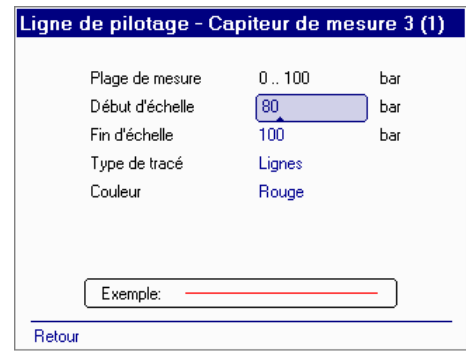 Ligne de pilotage - Capiteur de mesure 3 (1)
Plage de mesure 0 .. 100 bar
Début d'échelle 80 bar
Fin d'échelle 100 bar
Type de tracé Lignes
Couleur Rouge
Exemple:
Retour